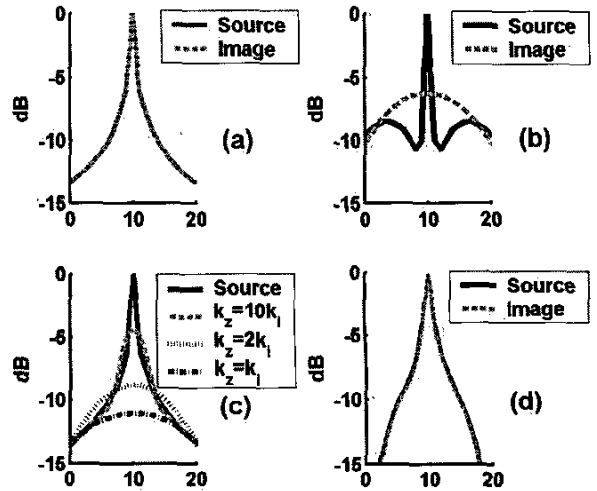 0
-5
-10
-15
dB
0 10 20
Source
Image
(a)
0
-5
-10
-15
dB
0 10 20
Source
Image
(b)
0
-5
-10
-15
dB
0 10 20
Source
k_z=10k_l
k_z=2k_l
k_z=k_l
(c)
0
-5
-10
-15
dB
0 10 20
Source
Image
(d)